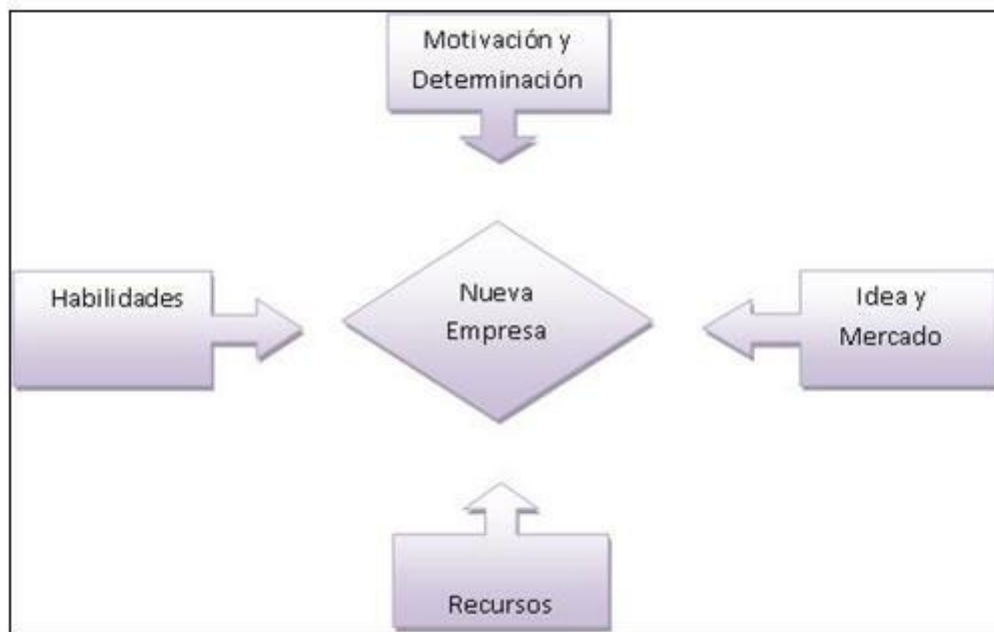 Motivación y
Determinación
Habilidades
Nueva
Empresa
Idea y
Mercado
Recursos